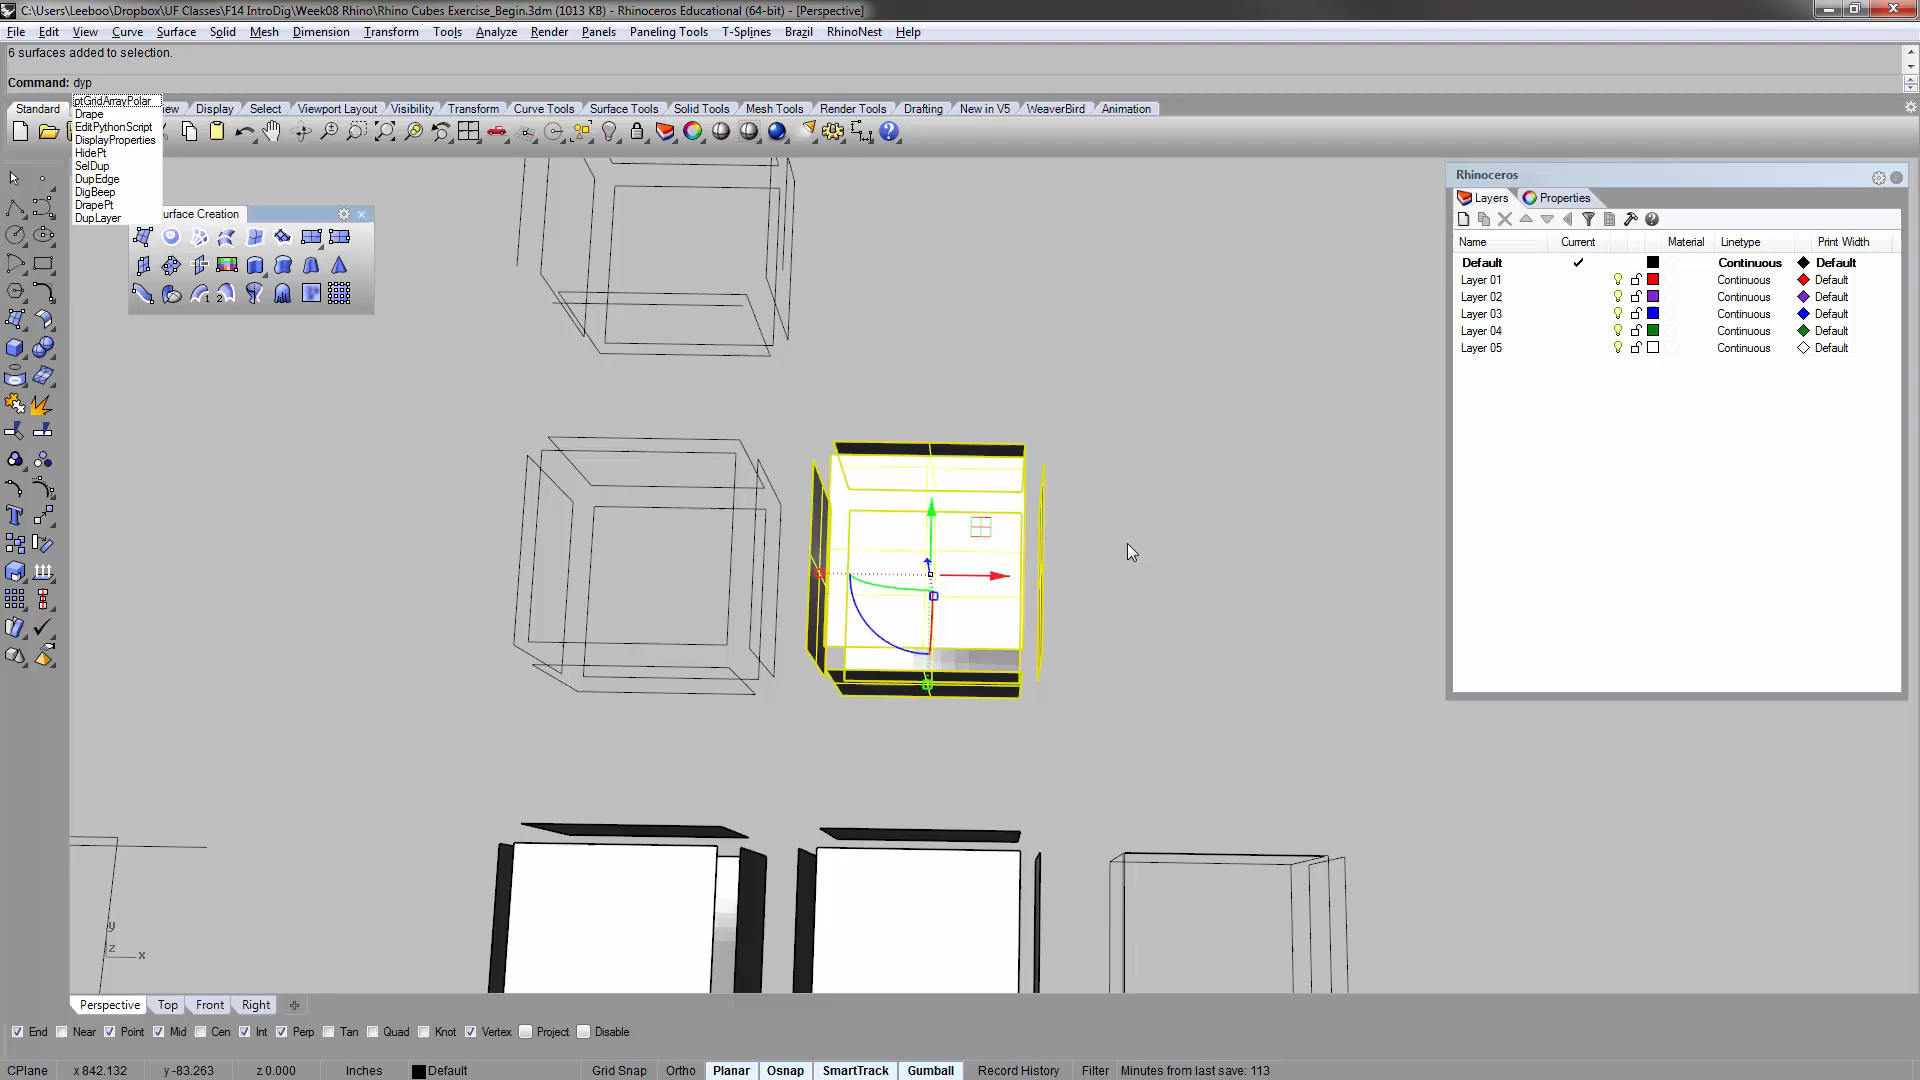 C:\Users\Leeboo\Dropbox\UF Classes\F14 IntroDig\Week08 Rhino\Rhino Cubes Exercise_Begin.3dm (1013 KB) - Rhinoceros Educational (64-bit) - [Perspective]
File Edit View Curve Surface Solid Mesh Dimension Transform Tools Analyze Render Panels Paneling Tools T-Splines Brazil RhinoNest Help
6 surfaces added to selection.
Command: dyp
Standard iew Display Select Viewport Layout Visibility Transform Curve Tools Surface Tools Solid Tools Mesh Tools Render Tools Drafting New in V5 WeaverBird Animation
ptGridArrayPolar
Drape
EditPythonScript
DisplayProperties
HidePt
SelDup
DupEdge
DigBeep
DrapePt
DupLayer
urface Creation
Rhinoceros
Layers Properties
Name Current Material Linetype Print Width
Default Continuous Default
Layer 01 Continuous Default
Layer 02 Continuous Default
Layer 03 Continuous Default
Layer 04 Continuous Default
Layer 05 Continuous Default
y
z x
Perspective Top Front Right
End Near Point Mid Cen Int Perp Tan Quad Knot Vertex Project Disable
CPlane x 842.132 y -83.263 z 0.000 Inches Default Grid Snap Ortho Planar Osnap SmartTrack Gumball Record History Filter Minutes from last save: 113